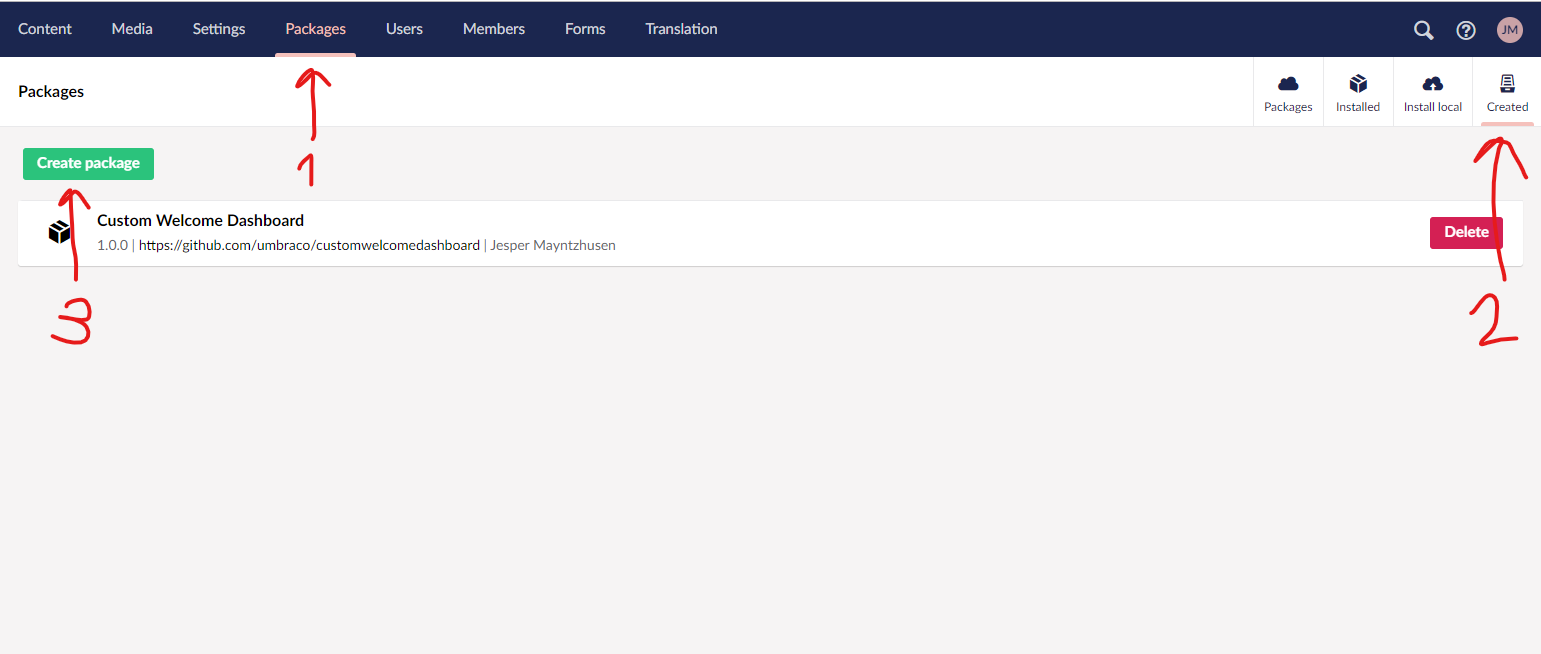 Content Media Settings Packages Users Members Forms Translation JM
Packages
Packages Installed Install local Created
Create package
1
Custom Welcome Dashboard
1.0.0 | https://github.com/umbraco/customwelcomedashboard | Jesper Mayntzhusen
Delete
3
2